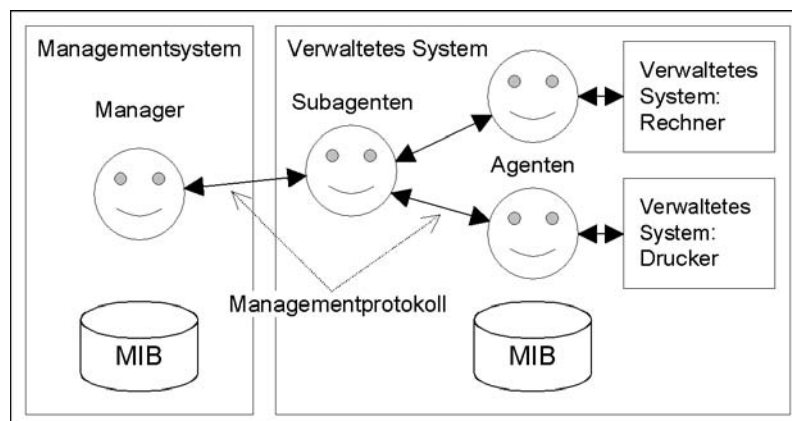 Managementsystem
Manager
Managementprotokoll
MIB
Verwaltetes System
Subagenten
Agenten
Verwaltetes
System:
Rechner
Verwaltetes
System:
Drucker
MIB